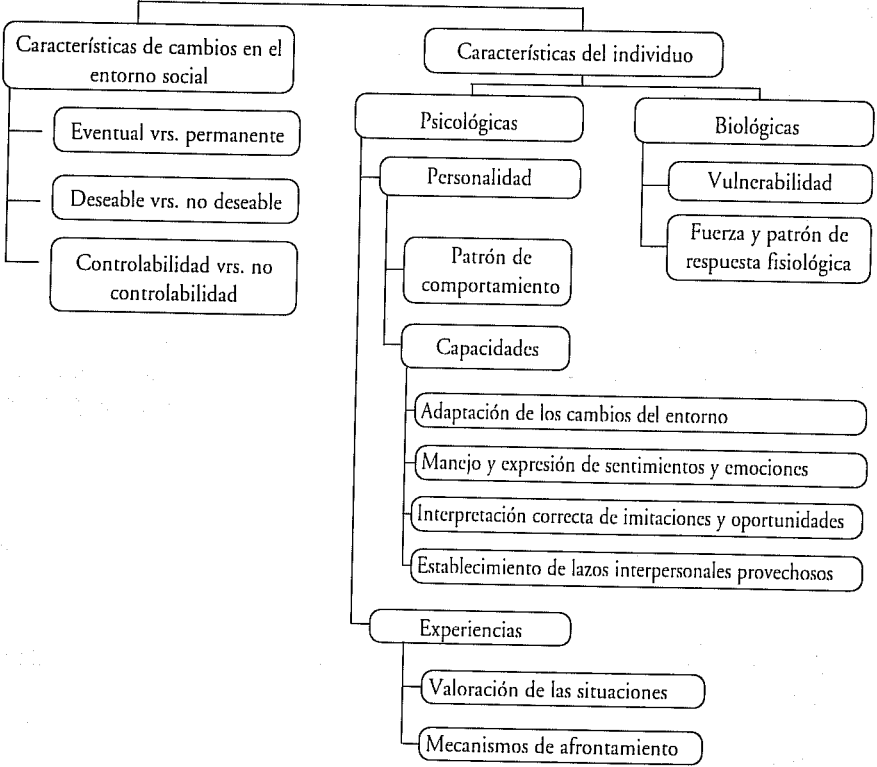 Características de cambios en el
entorno social
Eventual vrs. permanente
Deseable vrs. no deseable
Controlabilidad vrs. no
controlabilidad
Características del individuo
Psicológicas
Personalidad
Patrón de
comportamiento
Capacidades
Adaptación de los cambios del entorno
Manejo y expresión de sentimientos y emociones
Interpretación correcta de imitaciones y oportunidades
Establecimiento de lazos interpersonales provechosos
Experiencias
Valoración de las situaciones
Mecanismos de afrontamiento
Biológicas
Vulnerabilidad
Fuerza y patrón de
respuesta fisiológica